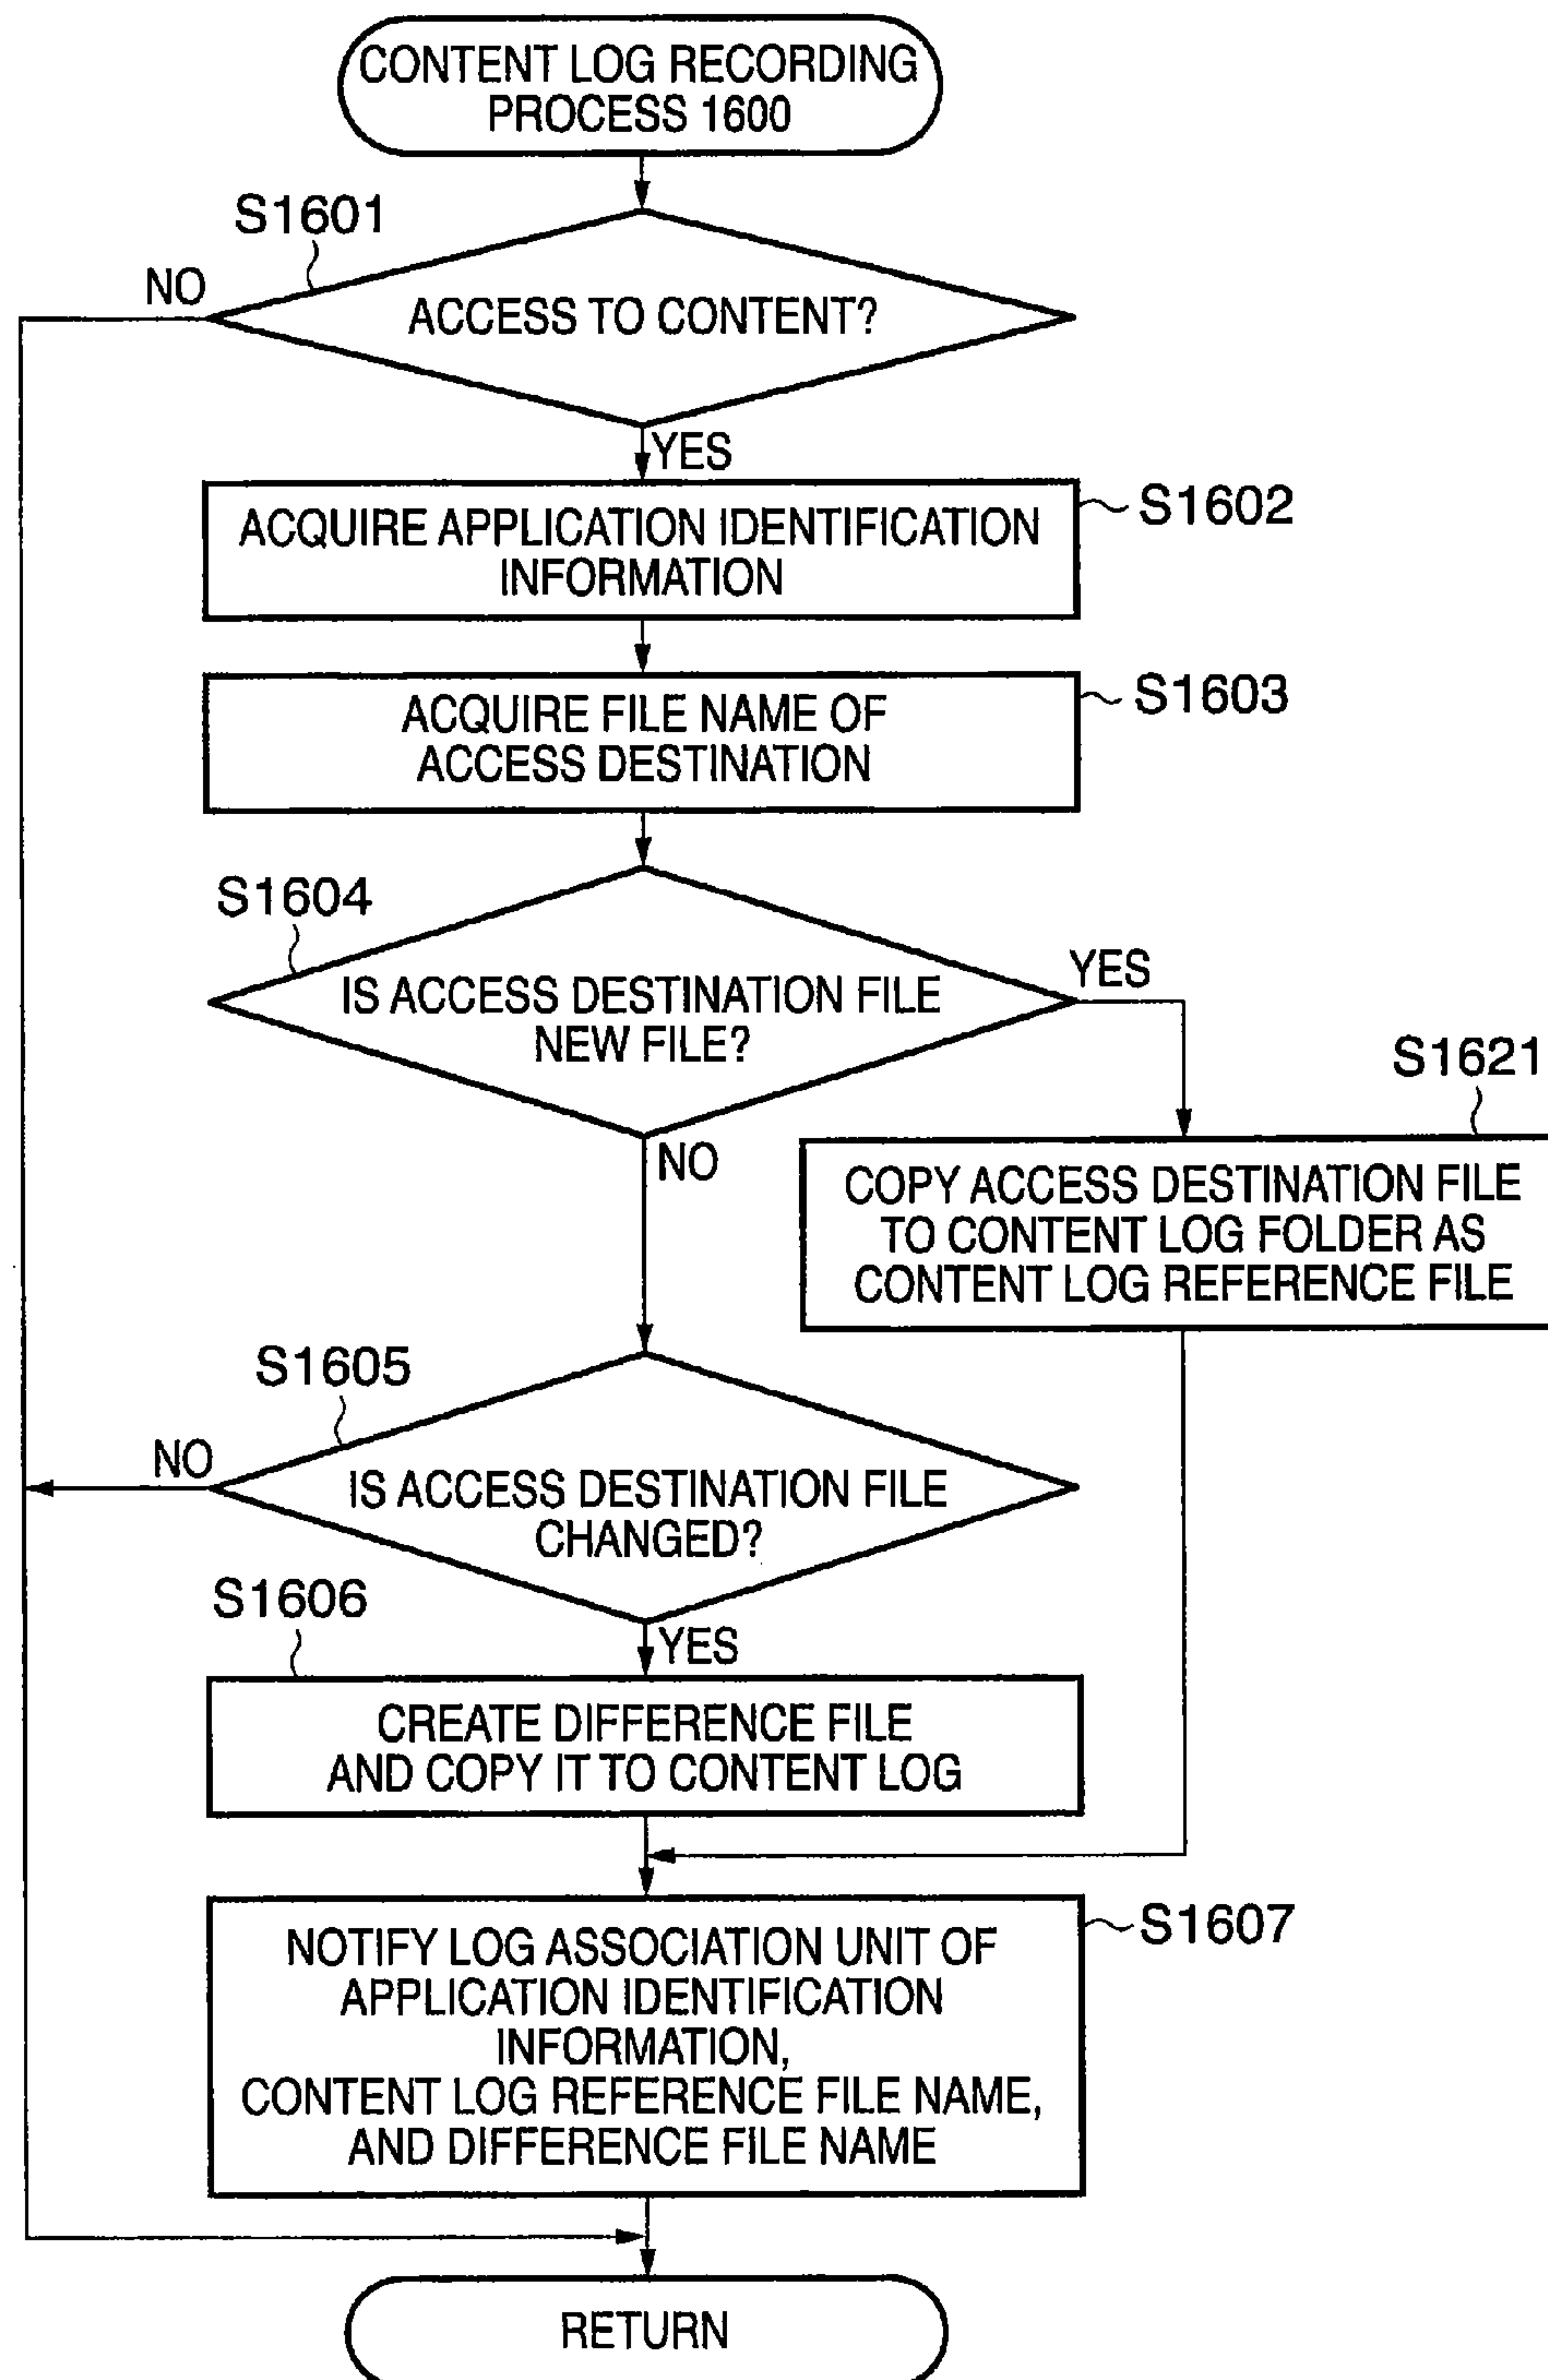 CONTENT LOG RECORDING
PROCESS 1600
S1601
NO
ACCESS TO CONTENT?
YES
S1602
ACQUIRE APPLICATION IDENTIFICATION
INFORMATION
S1603
ACQUIRE FILE NAME OF
ACCESS DESTINATION
S1604
YES
IS ACCESS DESTINATION FILE
NEW FILE?
S1621
NO
COPY ACCESS DESTINATION FILE
TO CONTENT LOG FOLDER AS
CONTENT LOG REFERENCE FILE
S1605
NO
IS ACCESS DESTINATION FILE
CHANGED?
S1606
YES
CREATE DIFFERENCE FILE
AND COPY IT TO CONTENT LOG
S1607
NOTIFY LOG ASSOCIATION UNIT OF
APPLICATION IDENTIFICATION
INFORMATION,
CONTENT LOG REFERENCE FILE NAME,
AND DIFFERENCE FILE NAME
RETURN